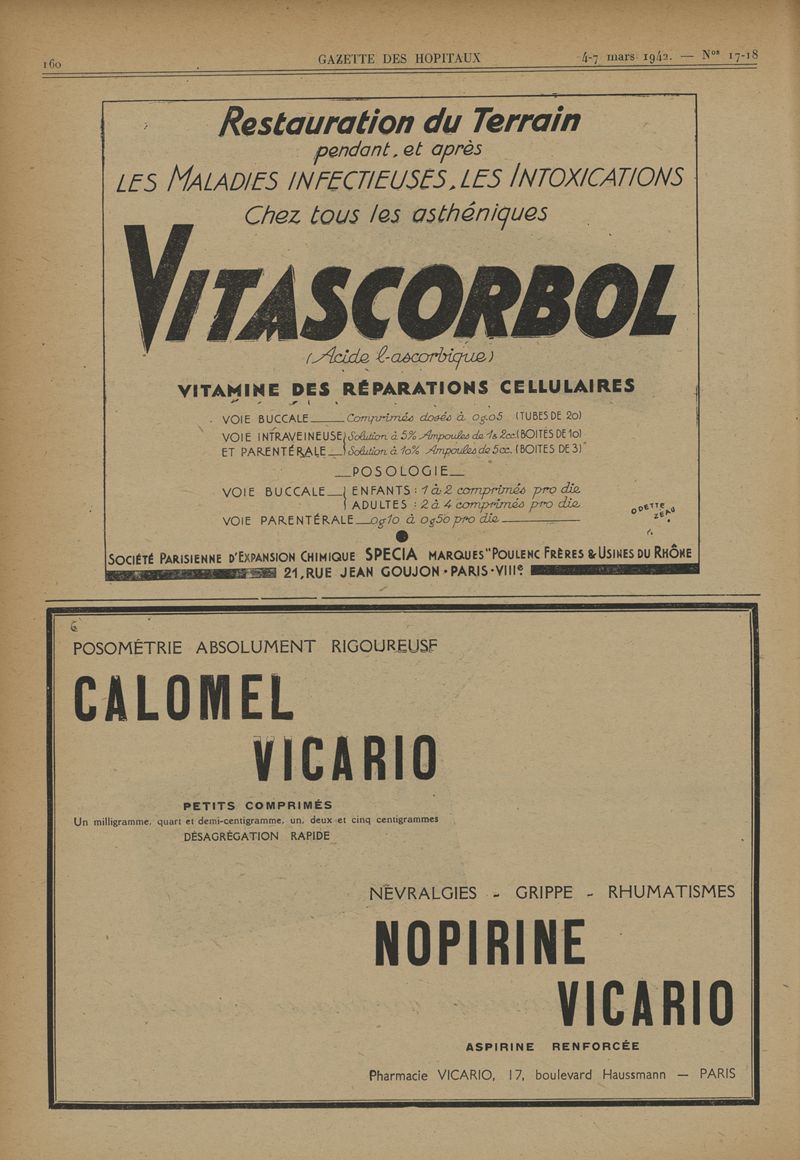 160
GAZETTE DES HOPITAUX
4-7 mars 1942. — Nos 17-18
Restauration du Terrain
pendant, et après
LES MALADIES INFECTIEUSES, LES INTOXICATIONS
Chez tous les asthéniques
VITASCORBOL
(Acide l-ascorbique)
VITAMINE DES RÉPARATIONS CELLULAIRES
VOIE BUCCALE — Comprimés dosés à 0g.05 (TUBES DE 20)
VOIE INTRAVEINEUSE Solution à 5% Ampoules de 1 & 2cc (BOITES DE 10)
ET PARENTÉRALE — Solution à 10% Ampoules de 5cc. (BOITES DE 3)
— POSOLOGIE —
VOIE BUCCALE — ENFANTS : 1 à 2 comprimés pro die
ADULTES : 2 à 4 comprimés pro die
VOIE PARENTÉRALE — 0g10 à 0g50 pro die —
ODETTE
SOCIÉTÉ PARISIENNE D'EXPANSION CHIMIQUE SPECIA MARQUES "POULENC FRÈRES & USINES DU RHÔNE
21, RUE JEAN GOUJON · PARIS · VIIIe
POSOMÉTRIE ABSOLUMENT RIGOUREUSE
CALOMEL
VICARIO
PETITS COMPRIMÉS
Un milligramme, quart et demi-centigramme, un, deux et cinq centigrammes
DÉSAGRÉGATION RAPIDE
NÉVRALGIES - GRIPPE - RHUMATISMES
NOPIRINE
VICARIO
ASPIRINE RENFORCÉE
Pharmacie VICARIO, 17, boulevard Haussmann — PARIS